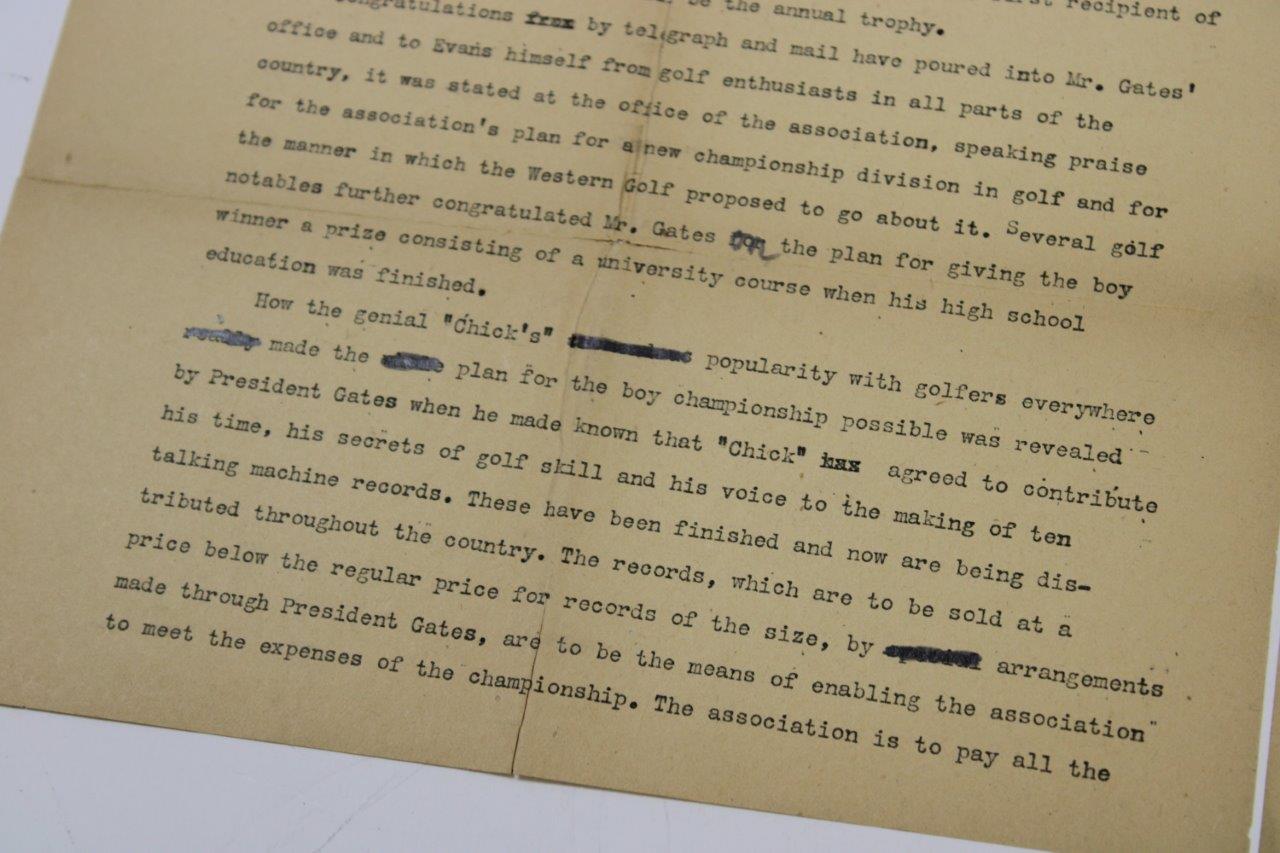 first recipient of
be the annual trophy.
congratulations by telegraph and mail have poured into Mr. Gates'
office and to Evans himself from golf enthusiasts in all parts of the
country, it was stated at the office of the association, speaking praise
for the association's plan for a new championship division in golf and for
the manner in which the Western Golf proposed to go about it. Several golf
notables further congratulated Mr. Gates on the plan for giving the boy
winner a prize consisting of a university course when his high school
education was finished.
How the genial "Chick's" popularity with golfers everywhere
really made the plan for the boy championship possible was revealed
by President Gates when he made known that "Chick" has agreed to contribute
his time, his secrets of golf skill and his voice to the making of ten
talking machine records. These have been finished and now are being dis-
tributed throughout the country. The records, which are to be sold at a
price below the regular price for records of the size, by special arrangements
made through President Gates, are to be the means of enabling the association
to meet the expenses of the championship. The association is to pay all the